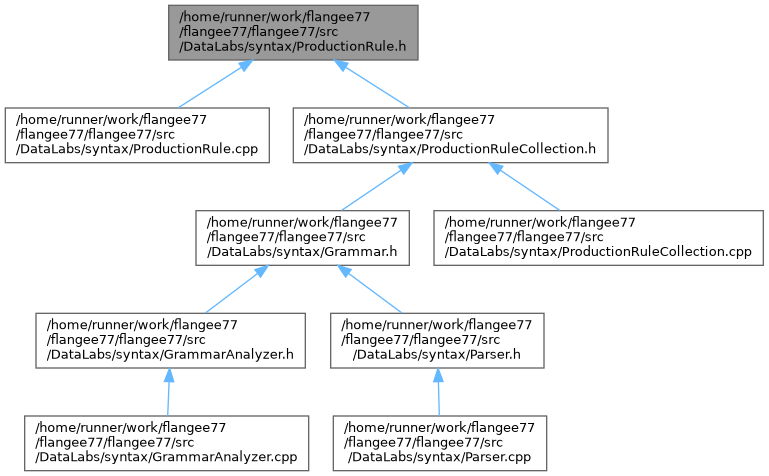 /home/runner/work/flangee77
/flangee77/flangee77/src
/DataLabs/syntax/ProductionRule.h
/home/runner/work/flangee77
/flangee77/flangee77/src
/DataLabs/syntax/ProductionRule.cpp
/home/runner/work/flangee77
/flangee77/flangee77/src
/DataLabs/syntax/ProductionRuleCollection.h
/home/runner/work/flangee77
/flangee77/flangee77/src
/DataLabs/syntax/Grammar.h
/home/runner/work/flangee77
/flangee77/flangee77/src
/DataLabs/syntax/ProductionRuleCollection.cpp
/home/runner/work/flangee77
/flangee77/flangee77/src
/DataLabs/syntax/GrammarAnalyzer.h
/home/runner/work/flangee77
/flangee77/flangee77/src
/DataLabs/syntax/Parser.h
/home/runner/work/flangee77
/flangee77/flangee77/src
/DataLabs/syntax/GrammarAnalyzer.cpp
/home/runner/work/flangee77
/flangee77/flangee77/src
/DataLabs/syntax/Parser.cpp